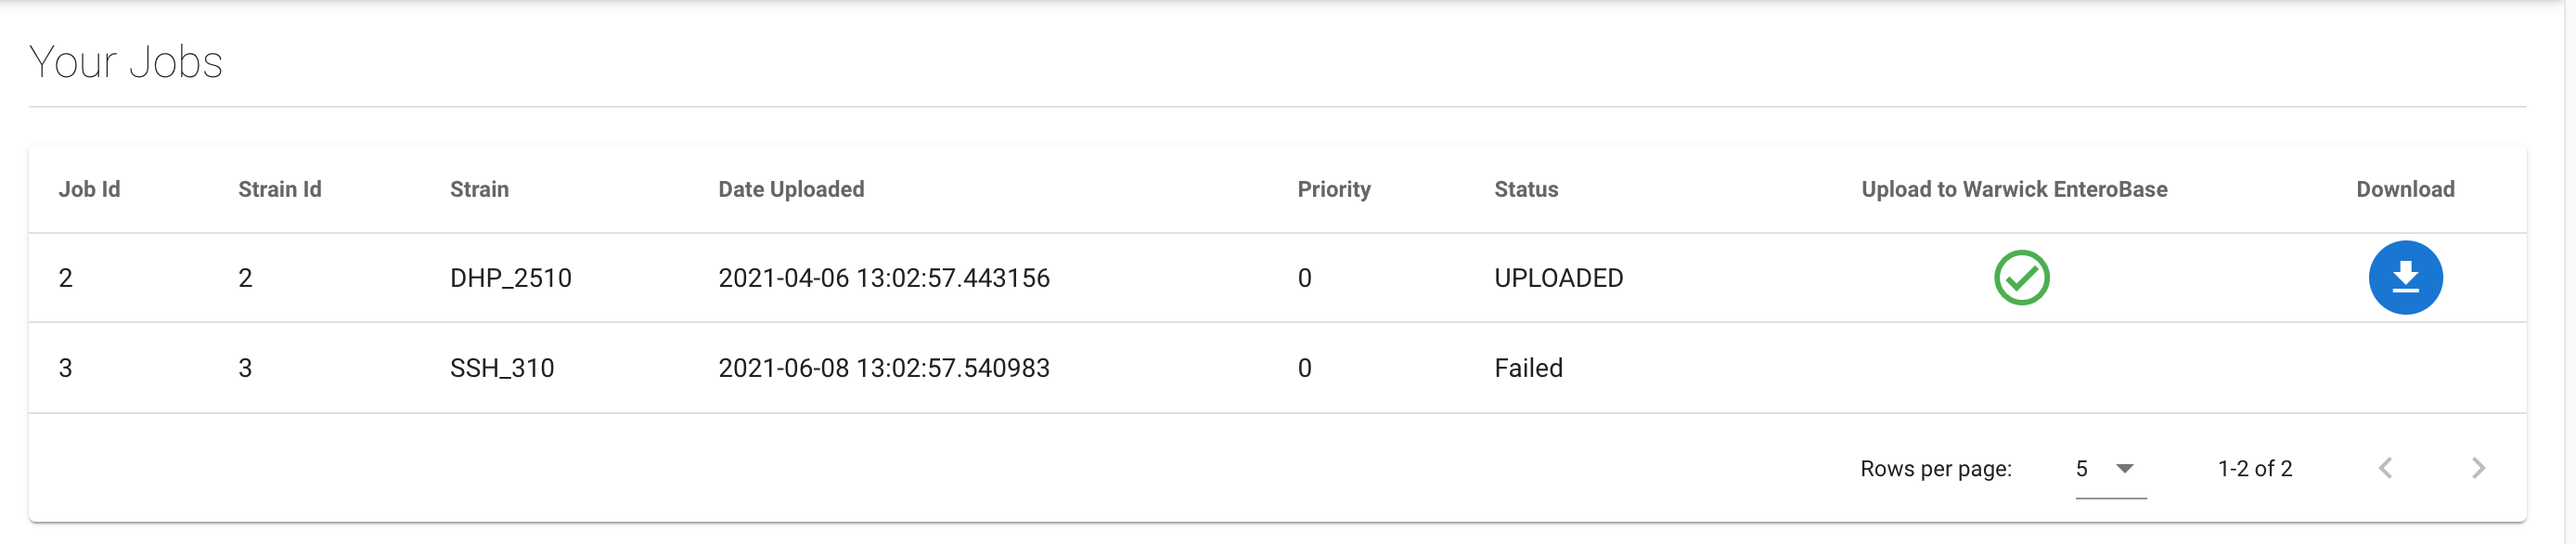 Your Jobs
Job Id Strain Id Strain Date Uploaded Priority Status Upload to Warwick EnteroBase Download
2 2 DHP_2510 2021-04-06 13:02:57.443156 0 UPLOADED
3 3 SSH_310 2021-06-08 13:02:57.540983 0 Failed
Rows per page: 5 1-2 of 2